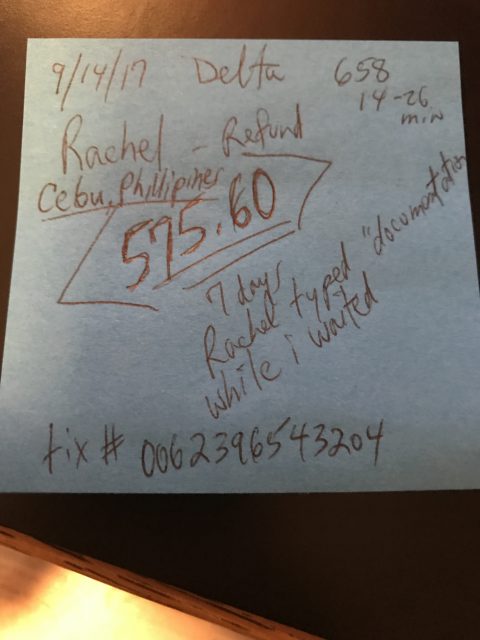 9/14/17 Delta 658
14-26
min
Rachel - Refund
Cebu, Phillipines
575.60
7 days
Rachel typed "documentation
while i waited
tix # 0062396543204